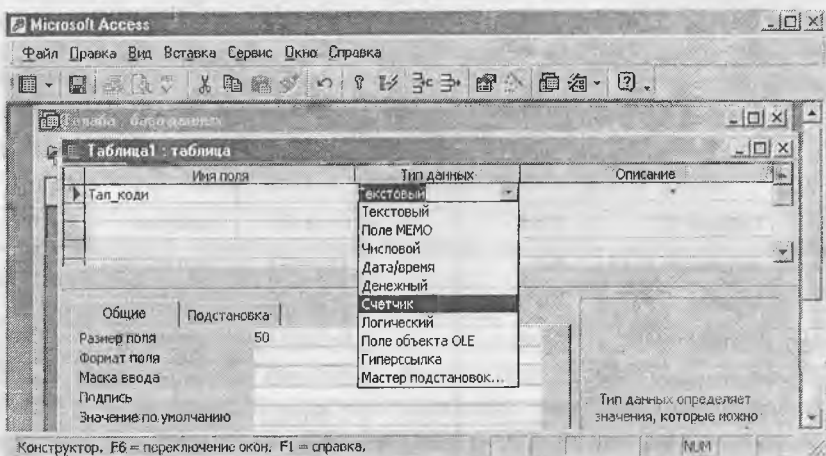 Microsoft Access
Файл Правка Вид Вставка Сервис Окно Справка
база данных
Таблица1 : таблица
Имя поля Тип данных Описание
Тал_коди Текстовый
Текстовый
Поле МЕМО
Числовой
Дата/время
Денежный
Счетчик
Логический
Поле объекта OLE
Гиперссылка
Мастер подстановок...
Общие Подстановка
Размер поля 50
Формат поля
Маска ввода
Подпись
Значение по умолчанию
Тип данных определяет
значения, которые можно
Конструктор. F6 = переключение окон. F1 = справка.
NUM